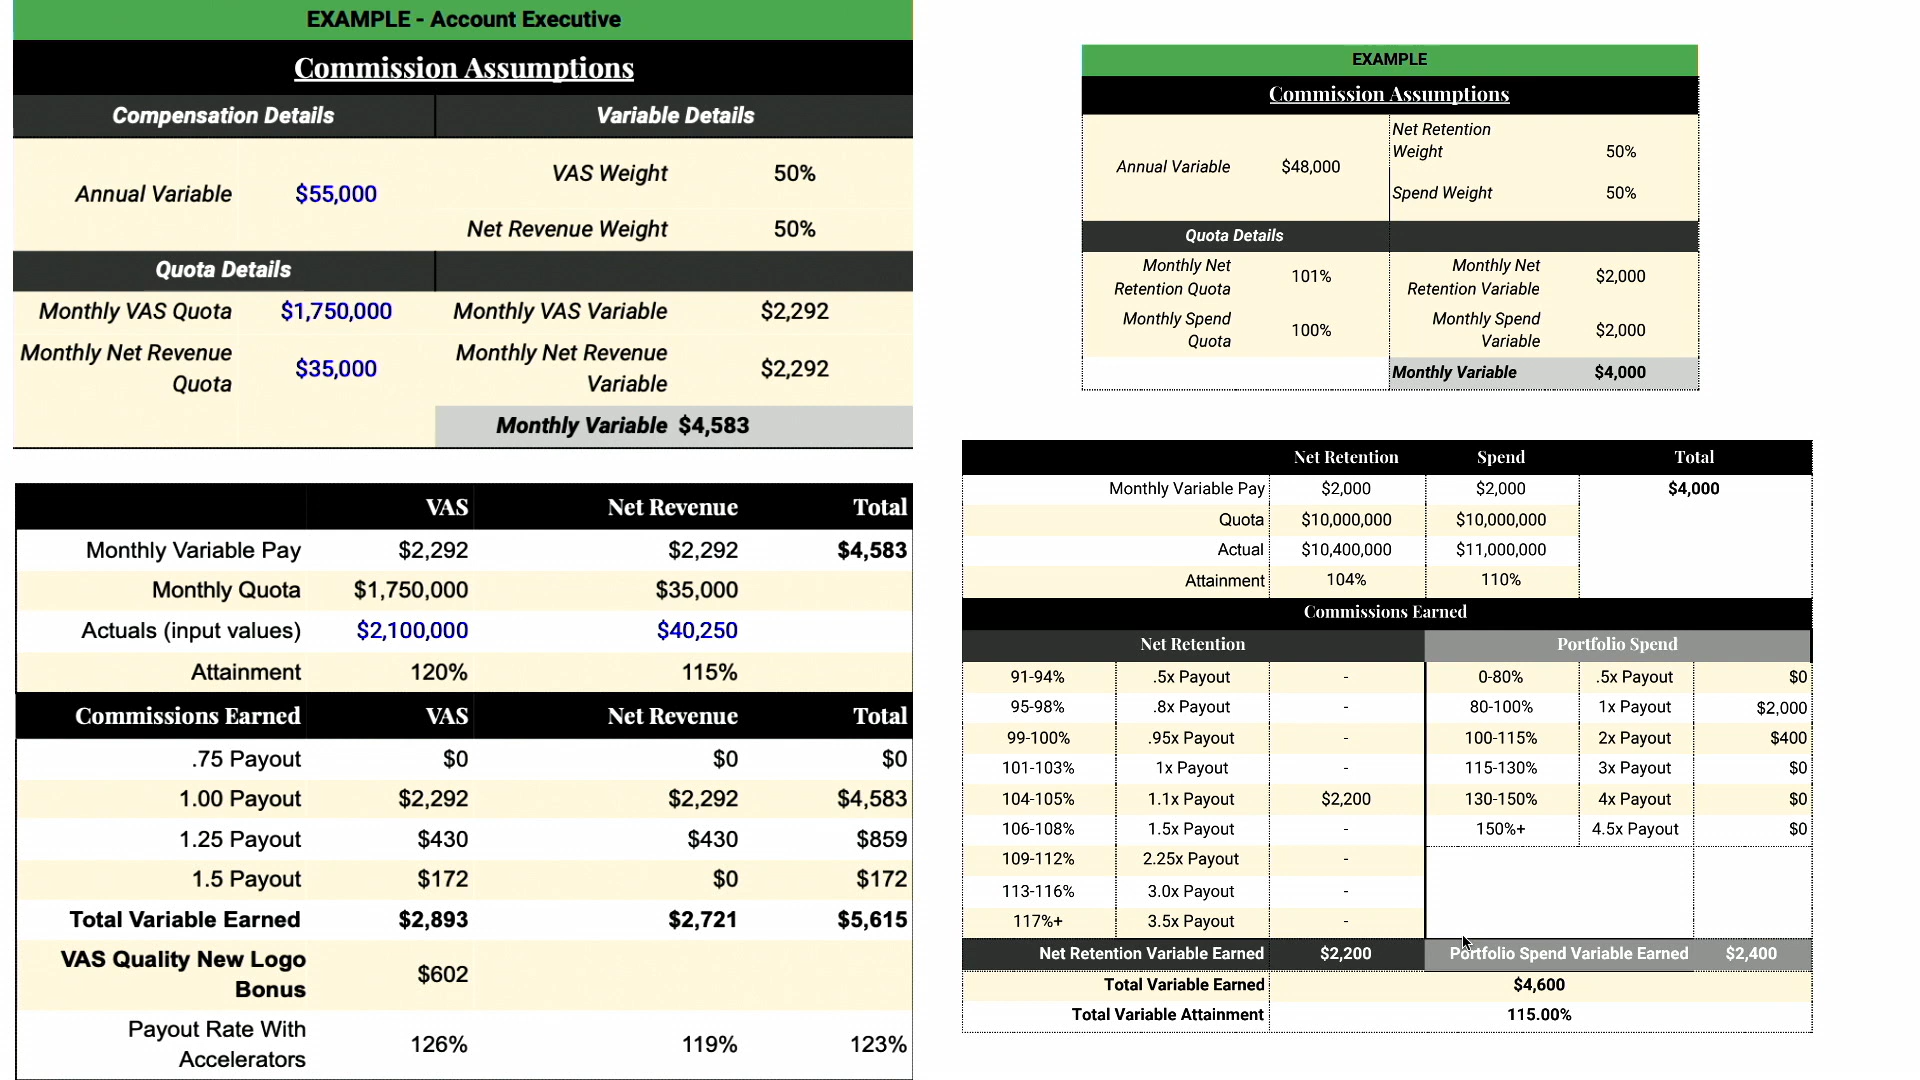 EXAMPLE - Account Executive
Commission Assumptions
Compensation Details Variable Details
Annual Variable $55,000
VAS Weight 50%
Net Revenue Weight 50%
Quota Details
Monthly VAS Quota $1,750,000 Monthly VAS Variable $2,292
Monthly Net Revenue
Quota
$35,000
Monthly Net Revenue
Variable
$2,292
Monthly Variable $4,583
VAS Net Revenue Total
Monthly Variable Pay $2,292 $2,292 $4,583
Monthly Quota $1,750,000 $35,000
Actuals (input values) $2,100,000 $40,250
Attainment 120% 115%
Commissions Earned VAS Net Revenue Total
.75 Payout $0 $0 $0
1.00 Payout $2,292 $2,292 $4,583
1.25 Payout $430 $430 $859
1.5 Payout $172 $0 $172
Total Variable Earned $2,893 $2,721 $5,615
VAS Quality New Logo
Bonus
$602
Payout Rate With
Accelerators
126% 119% 123%
EXAMPLE
Commission Assumptions
Annual Variable $48,000
Net Retention
Weight
50%
Spend Weight 50%
Quota Details
Monthly Net
Retention Quota
101%
Monthly Net
Retention Variable
$2,000
Monthly Spend
Quota
100%
Monthly Spend
Variable
$2,000
Monthly Variable $4,000
Net Retention Spend Total
Monthly Variable Pay $2,000 $2,000 $4,000
Quota $10,000,000 $10,000,000
Actual $10,400,000 $11,000,000
Attainment 104% 110%
Commissions Earned
Net Retention Portfolio Spend
91-94% .5x Payout - 0-80% .5x Payout $0
95-98% .8x Payout - 80-100% 1x Payout $2,000
99-100% .95x Payout - 100-115% 2x Payout $400
101-103% 1x Payout - 115-130% 3x Payout $0
104-105% 1.1x Payout $2,200 130-150% 4x Payout $0
106-108% 1.5x Payout - 150%+ 4.5x Payout $0
109-112% 2.25x Payout -
113-116% 3.0x Payout -
117%+ 3.5x Payout -
Net Retention Variable Earned $2,200 Portfolio Spend Variable Earned $2,400
Total Variable Earned $4,600
Total Variable Attainment 115.00%